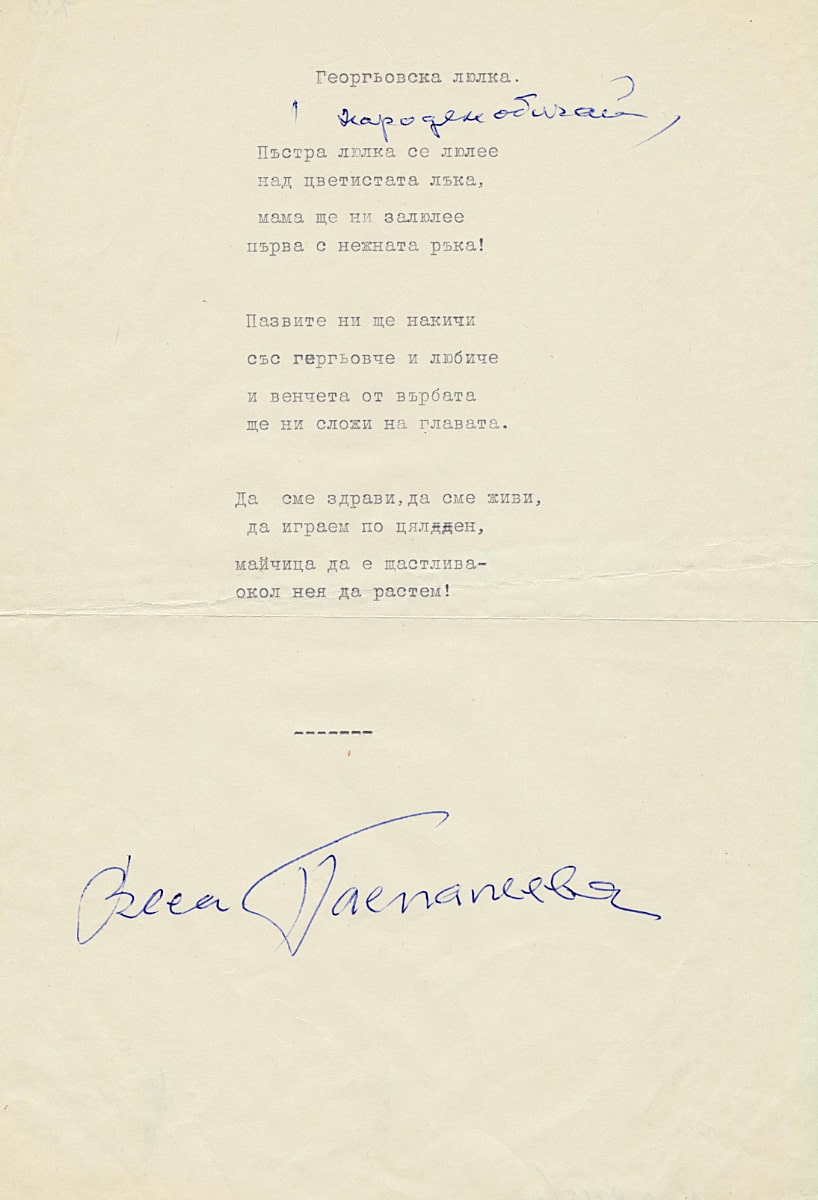 Георгьовска люлка.
( народен обичай )
Пъстра люлка се люлее
над цветистата лъка,
мама ще ни залюлее
първа с нежната ръка!
Пазвите ни ще накичи
със гергьовче и любиче
и венчета от върбата
ще ни сложи на главата.
Да сме здрави,да сме живи,
да играем по цял ден,
майчица да е щастлива-
окол нея да растем!
-------
Веса Паспалеева